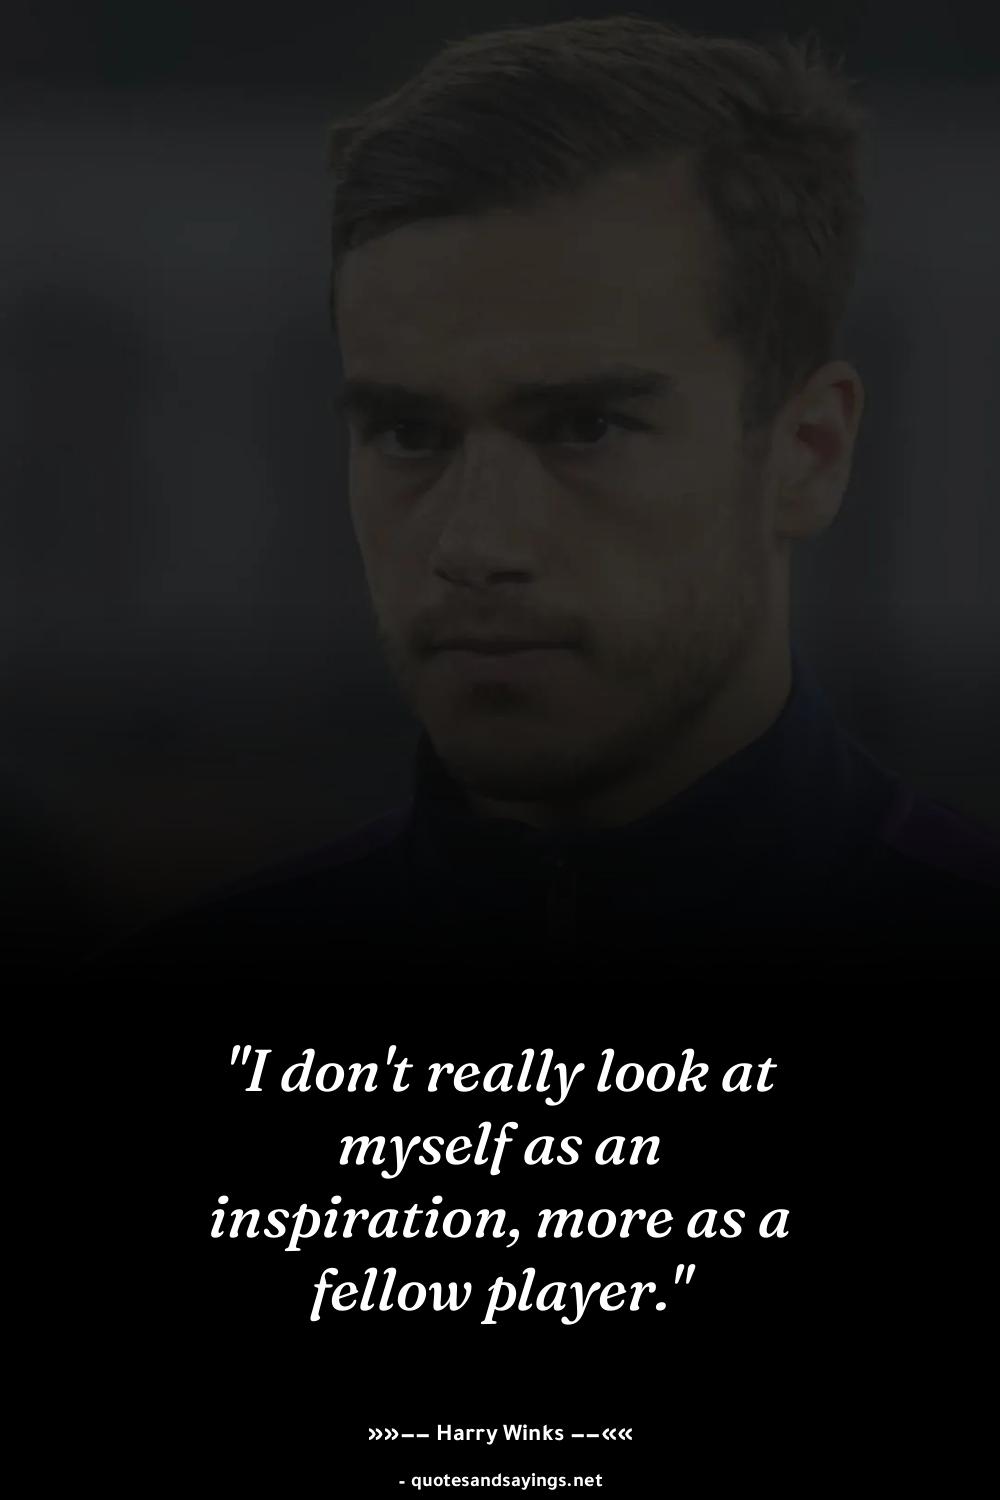 "I don't really look at
myself as an
inspiration, more as a
fellow player."
»»–– Harry Winks ––««
- quotesandsayings.net